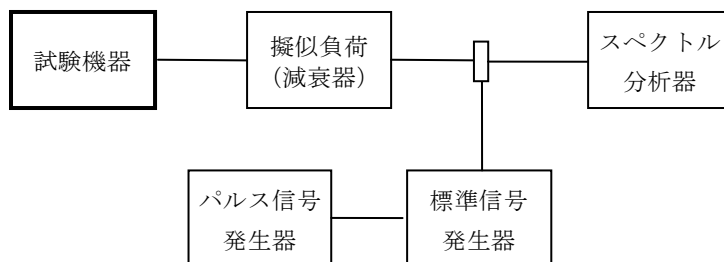 試験機器
擬似負荷
(減衰器)
スペクトル
分析器
パルス信号
発生器
標準信号
発生器